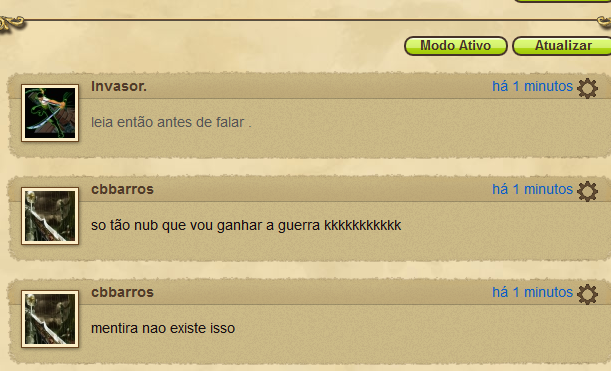 Modo Ativo Atualizar
Invasor. há 1 minutos
leia então antes de falar .
cbbarros há 1 minutos
so tão nub que vou ganhar a guerra kkkkkkkkkkk
cbbarros há 1 minutos
mentira nao existe isso